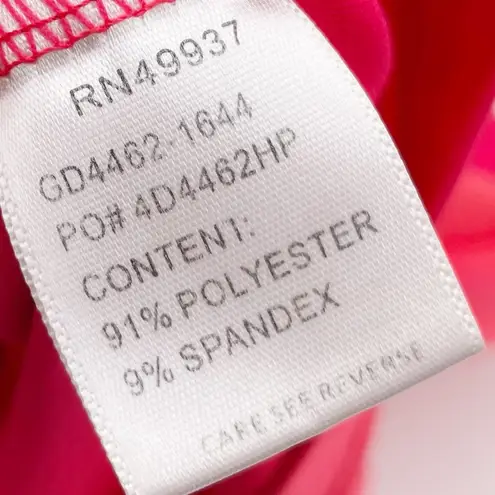 RN49937
GD4462-1644
PO# 4D4462HP
CONTENT:
91% POLYESTER
9% SPANDEX
CARE SEE REVERSE